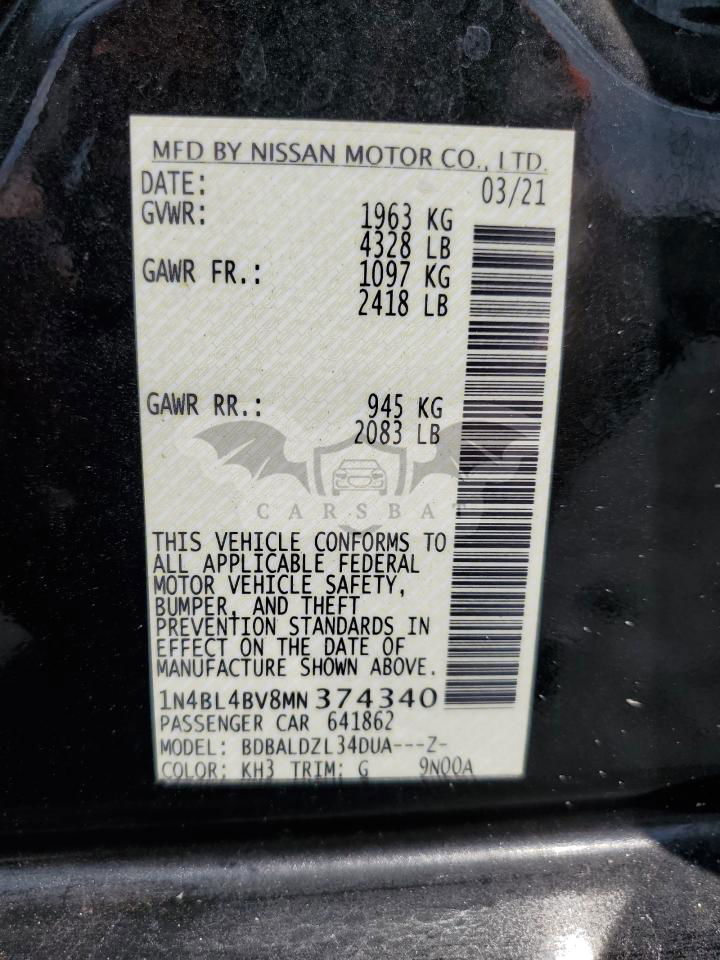 MFD BY NISSAN MOTOR CO., LTD.
DATE: 03/21
GVWR: 1963 KG
4328 LB
GAWR FR.: 1097 KG
2418 LB
GAWR RR.: 945 KG
2083 LB
CARSBAT
THIS VEHICLE CONFORMS TO
ALL APPLICABLE FEDERAL
MOTOR VEHICLE SAFETY,
BUMPER, AND THEFT
PREVENTION STANDARDS IN
EFFECT ON THE DATE OF
MANUFACTURE SHOWN ABOVE.
1N4BL4BV8MN374340
PASSENGER CAR 641862
MODEL: BDBALDZL34DUA---Z-
COLOR: KH3 TRIM: G 9N00A